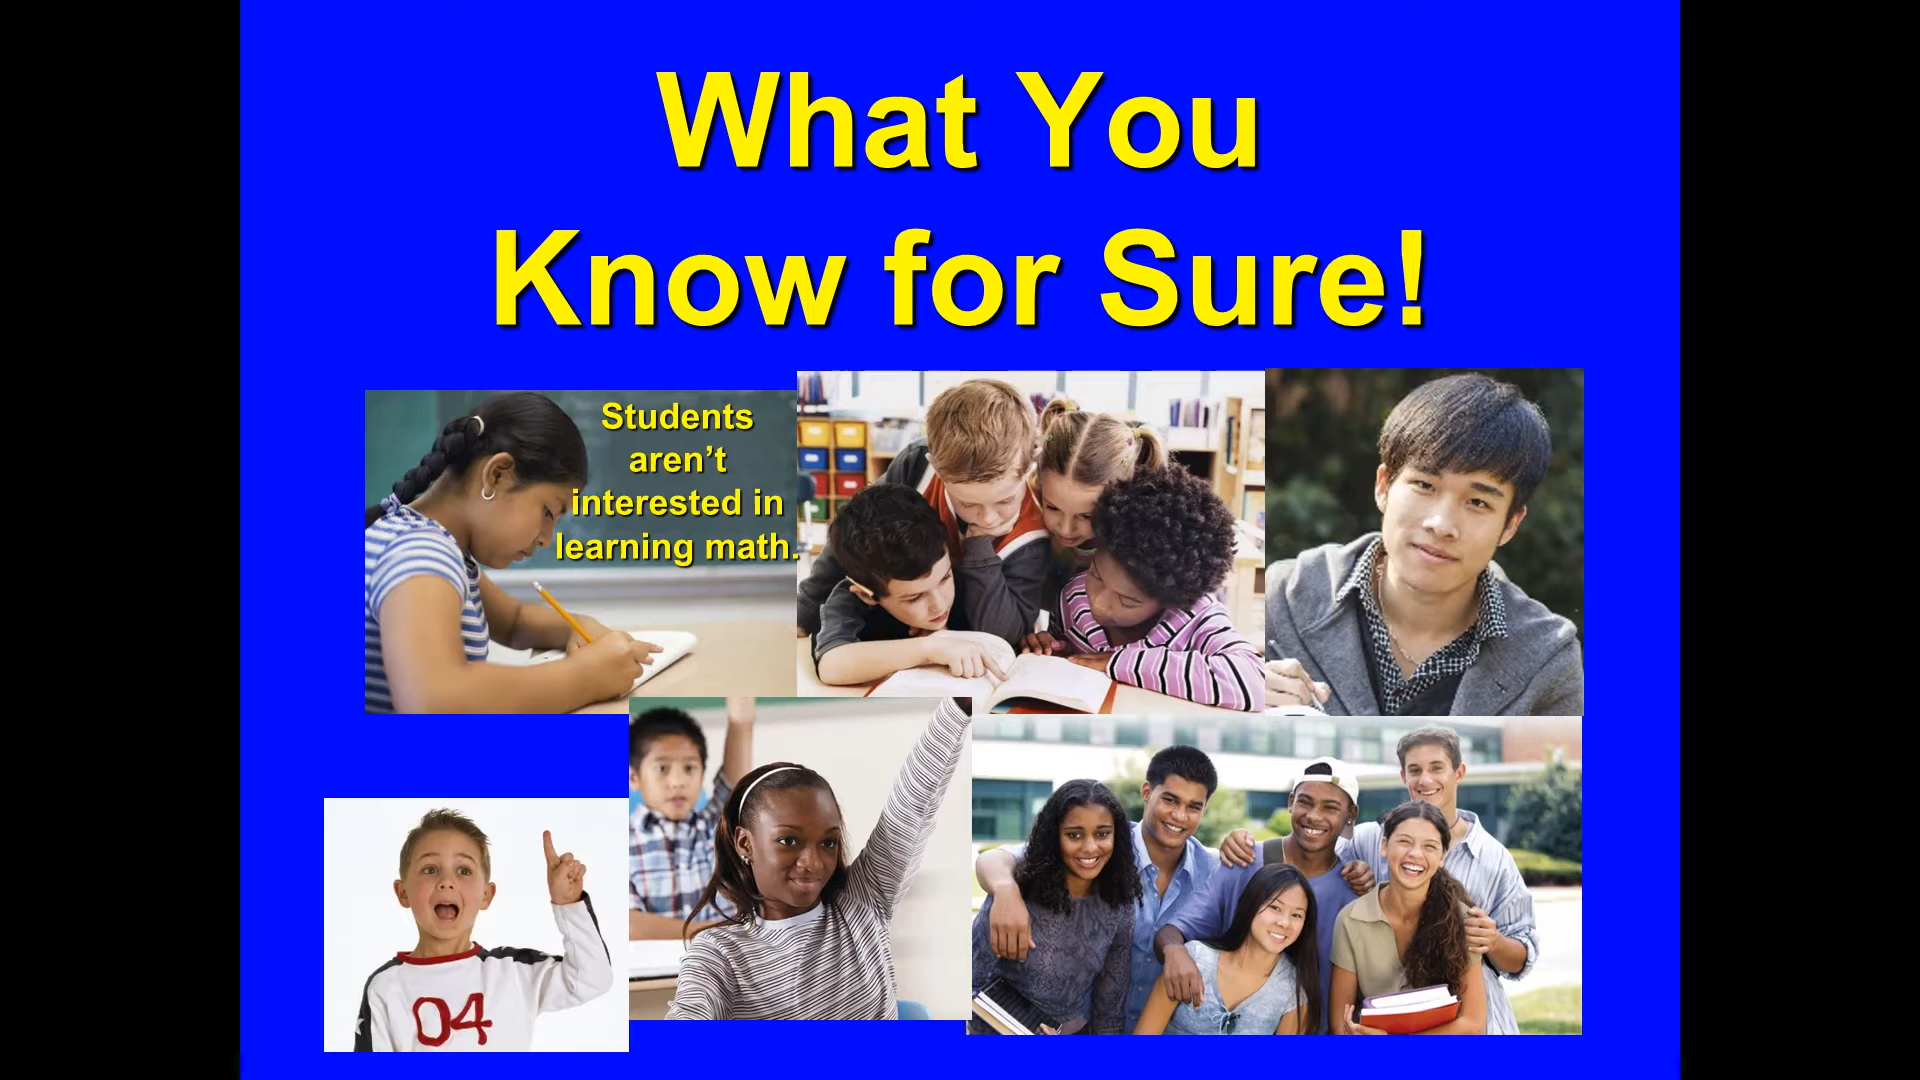 What You
Know for Sure!
Students
aren’t
interested in
learning math.
04